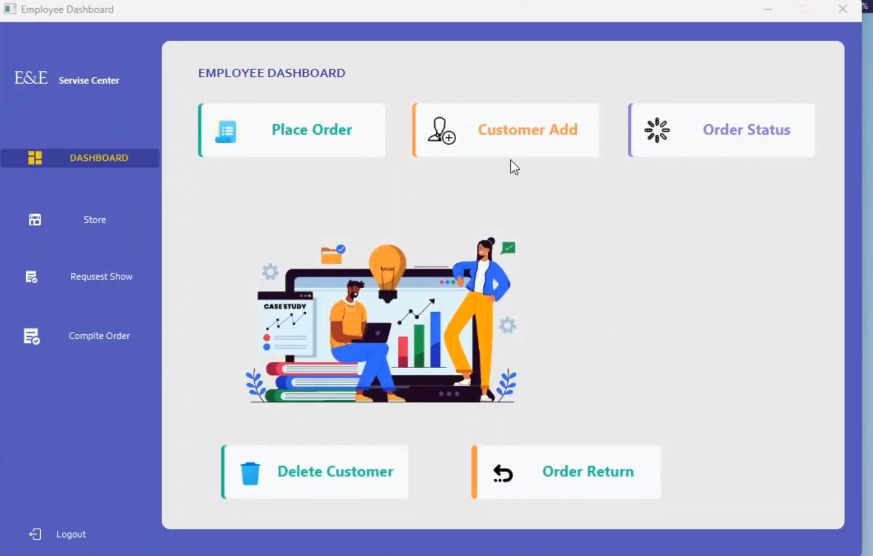 Employee Dashboard
%
E&E Servise Center
EMPLOYEE DASHBOARD
Place Order
Customer Add
Order Status
DASHBOARD
Store
Requsest Show
Complte Order
CASE STUDY
Delete Customer
Order Return
Logout